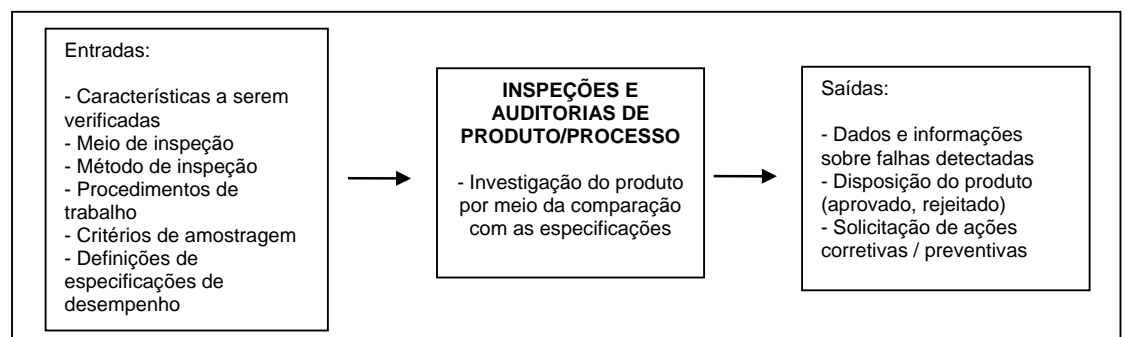 Entradas:
- Características a serem
verificadas
- Meio de inspeção
- Método de inspeção
- Procedimentos de
trabalho
- Critérios de amostragem
- Definições de
especificações de
desempenho
INSPEÇÕES E
AUDITORIAS DE
PRODUTO/PROCESSO
- Investigação do produto
por meio da comparação
com as especificações
Saídas:
- Dados e informações
sobre falhas detectadas
- Disposição do produto
(aprovado, rejeitado)
- Solicitação de ações
corretivas / preventivas